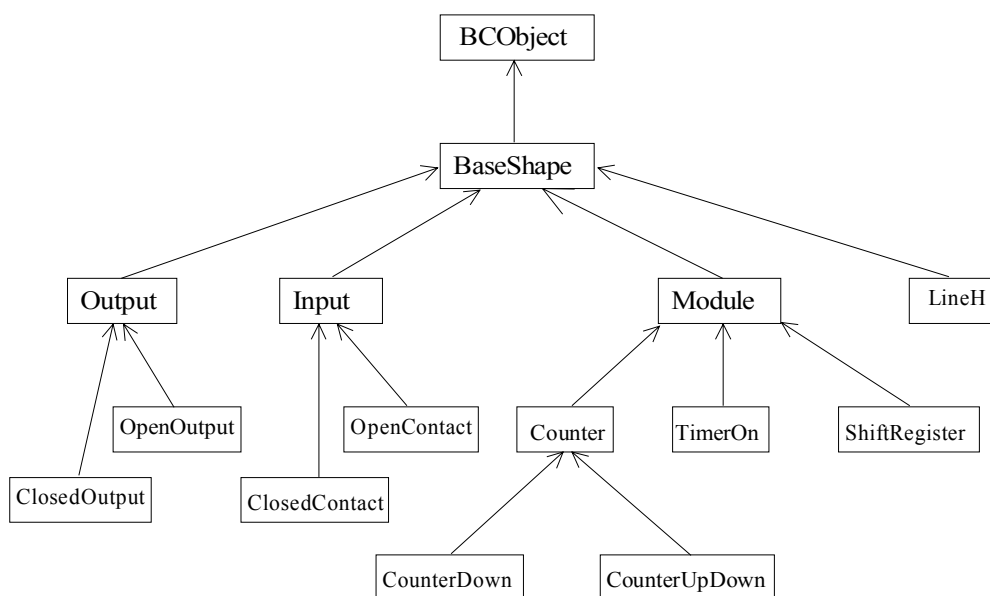 BCObject
BaseShape
Output
Input
Module
LineH
OpenOutput
OpenContact
Counter
TimerOn
ShiftRegister
ClosedOutput
ClosedContact
CounterDown
CounterUpDown